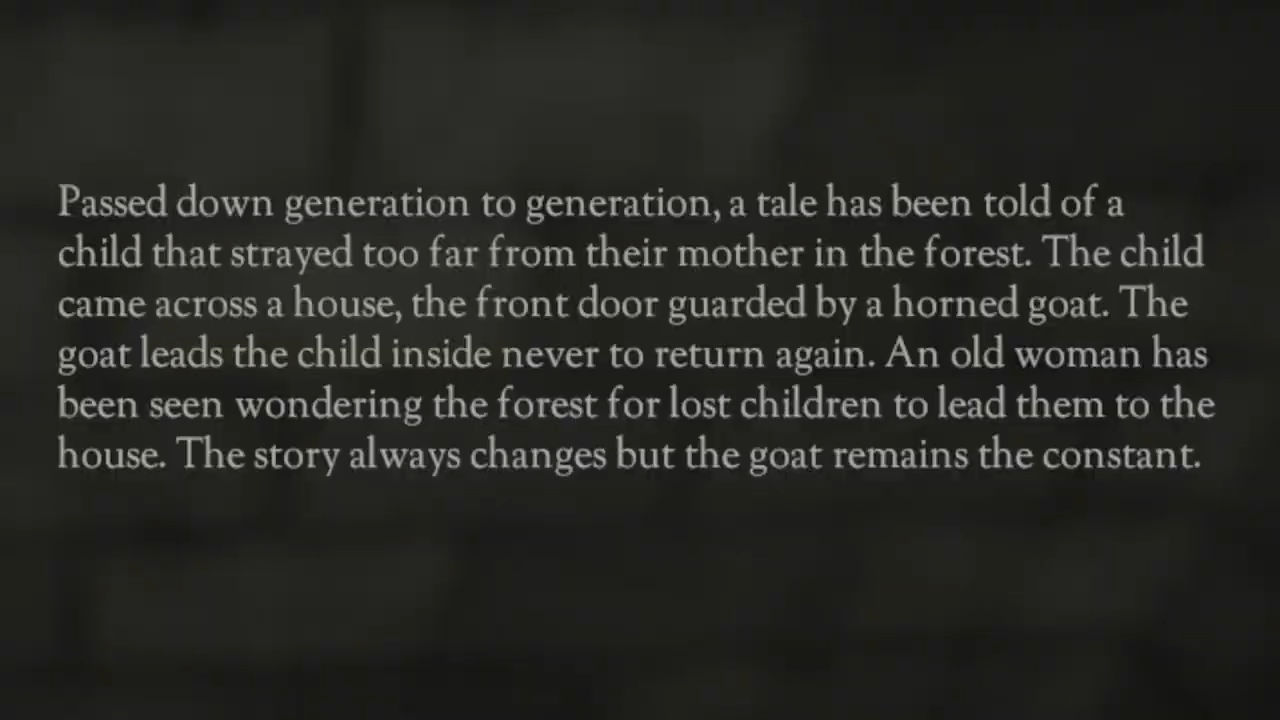 Passed down generation to generation, a tale has been told of a
child that strayed too far from their mother in the forest. The child
came across a house, the front door guarded by a horned goat. The
goat leads the child inside never to return again. An old woman has
been seen wondering the forest for lost children to lead them to the
house. The story always changes but the goat remains the constant.